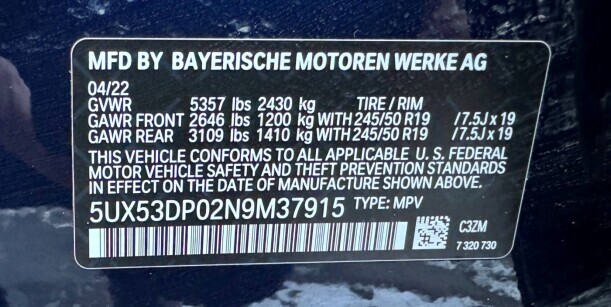 MFD BY BAYERISCHE MOTOREN WERKE AG
04/22
GVWR 5357 lbs 2430 kg TIRE / RIM
GAWR FRONT 2646 lbs 1200 kg WITH 245/50 R19 /7.5J x 19
GAWR REAR 3109 lbs 1410 kg WITH 245/50 R19 /7.5J x 19
THIS VEHICLE CONFORMS TO ALL APPLICABLE U. S. FEDERAL
MOTOR VEHICLE SAFETY AND THEFT PREVENTION STANDARDS
IN EFFECT ON THE DATE OF MANUFACTURE SHOWN ABOVE.
5UX53DP02N9M37915 TYPE: MPV
C3ZM
7 320 730